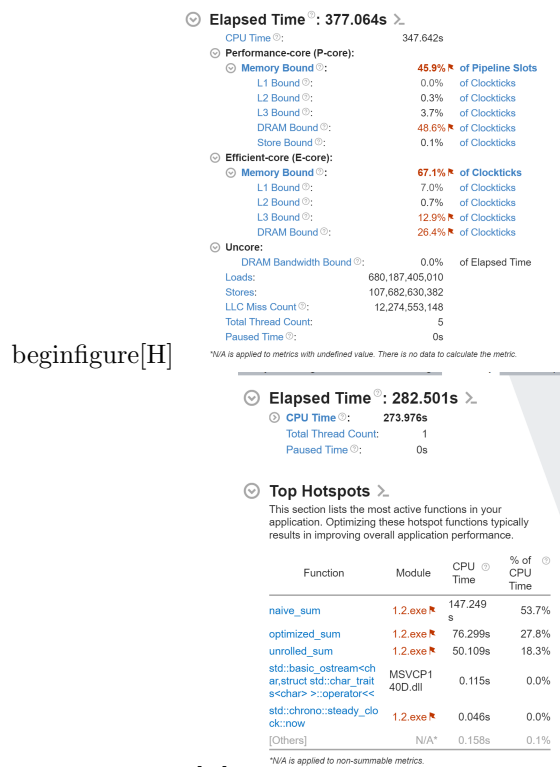 Elapsed Time: 377.064s
CPU Time: 347.642s
Performance-core (P-core):
Memory Bound: 45.9% of Pipeline Slots
L1 Bound: 0.0% of Clockticks
L2 Bound: 0.3% of Clockticks
L3 Bound: 3.7% of Clockticks
DRAM Bound: 48.6% of Clockticks
Store Bound: 0.1% of Clockticks
Efficient-core (E-core):
Memory Bound: 67.1% of Clockticks
L1 Bound: 7.0% of Clockticks
L2 Bound: 0.7% of Clockticks
L3 Bound: 12.9% of Clockticks
DRAM Bound: 26.4% of Clockticks
Uncore:
DRAM Bandwidth Bound: 0.0% of Elapsed Time
Loads: 680,187,405,010
Stores: 107,682,630,382
LLC Miss Count: 12,274,553,148
Total Thread Count: 5
Paused Time: 0s
beginfigure[H]
*N/A is applied to metrics with undefined value. There is no data to calculate the metric.
Elapsed Time: 282.501s
CPU Time: 273.976s
Total Thread Count: 1
Paused Time: 0s
Top Hotspots
This section lists the most active functions in your
application. Optimizing these hotspot functions typically
results in improving overall application performance.
Function Module CPU Time % of CPU Time
naive_sum 1.2.exe 147.249s 53.7%
optimized_sum 1.2.exe 76.299s 27.8%
unrolled_sum 1.2.exe 50.109s 18.3%
std::basic_ostream<ch
ar,struct std::char_trait
s<char> >::operator<< MSVCP140D.dll 0.115s 0.0%
std::chrono::steady_clo
ck::now 1.2.exe 0.046s 0.0%
[Others] N/A* 0.158s 0.1%
*N/A is applied to non-summable metrics.